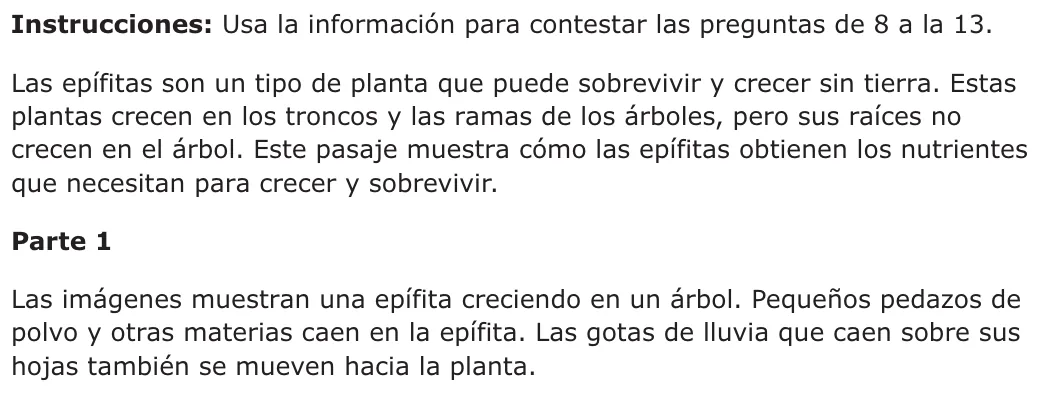 Instrucciones: Usa la información para contestar las preguntas de 8 a la 13.
Las epífitas son un tipo de planta que puede sobrevivir y crecer sin tierra. Estas
plantas crecen en los troncos y las ramas de los árboles, pero sus raíces no
crecen en el árbol. Este pasaje muestra cómo las epífitas obtienen los nutrientes
que necesitan para crecer y sobrevivir.
Parte 1
Las imágenes muestran una epífita creciendo en un árbol. Pequeños pedazos de
polvo y otras materias caen en la epífita. Las gotas de lluvia que caen sobre sus
hojas también se mueven hacia la planta.